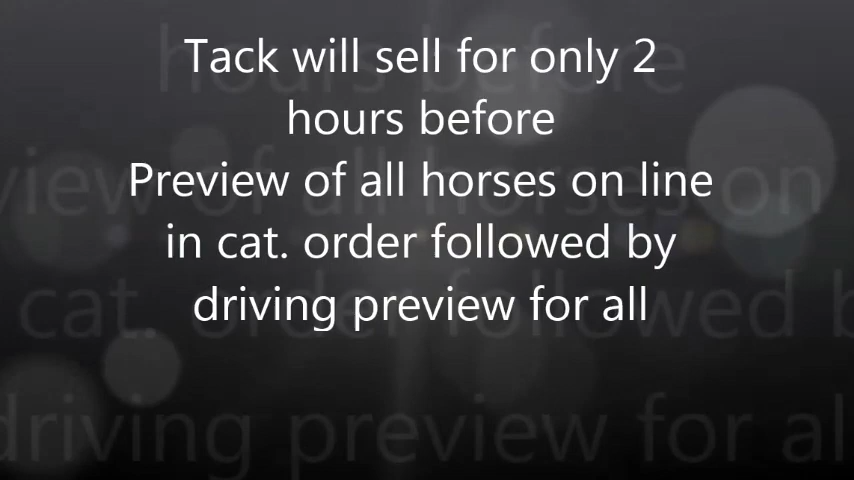 Tack will sell for only 2
hours before
Preview of all horses on line
in cat. order followed by
driving preview for all